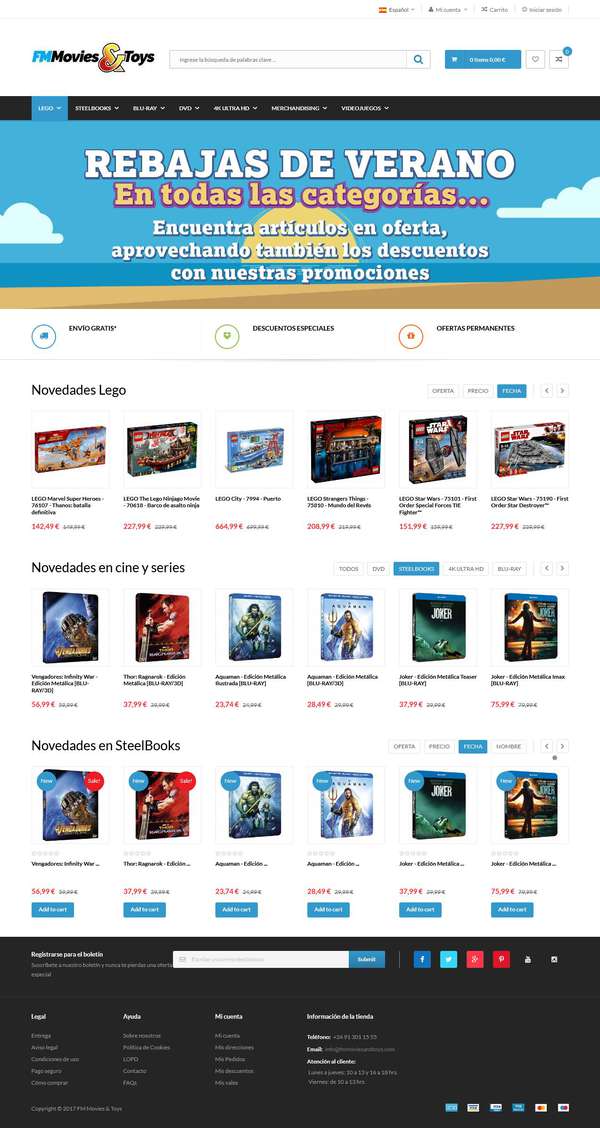 Español
Mi cuenta
Carrito
Iniciar sesión
FMMovies&Toys
Ingrese la búsqueda de palabras clave ...
0 Items 0,00 €
0
LEGO
STEELBOOKS
BLU-RAY
DVD
4K ULTRA HD
MERCHANDISING
VIDEOJUEGOS
REBAJAS DE VERANO
En todas las categorías...
Encuentra artículos en oferta,
aprovechando también los descuentos
con nuestras promociones
ENVÍO GRATIS*
DESCUENTOS ESPECIALES
OFERTAS PERMANENTES
Novedades Lego
OFERTA
PRECIO
FECHA
LEGO Marvel Super Heroes -
76107 - Thanos: batalla
definitiva
142,49 € 149,99 €
LEGO The Lego Ninjago Movie
- 70618 - Barco de asalto ninja
227,99 € 239,99 €
LEGO City - 7994 - Puerto
664,99 € 699,99 €
LEGO Strangers Things -
75810 - Mundo del Revés
208,99 € 219,99 €
LEGO Star Wars - 75101 - First
Order Special Forces TIE
Fighter™
151,99 € 159,99 €
LEGO Star Wars - 75190 - First
Order Star Destroyer™
227,99 € 239,99 €
Novedades en cine y series
TODOS
DVD
STEELBOOKS
4K ULTRA HD
BLU-RAY
Vengadores: Infinity War -
Edición Metálica [BLU-
RAY/3D]
56,99 € 59,99 €
Thor: Ragnarok - Edición
Metálica [BLU-RAY/3D]
37,99 € 39,99 €
Aquaman - Edición Metálica
Ilustrada [BLU-RAY]
23,74 € 24,99 €
Aquaman - Edición Metálica
[BLU-RAY/3D]
28,49 € 29,99 €
Joker - Edición Metálica Teaser
[BLU-RAY]
37,99 € 39,99 €
Joker - Edición Metálica Imax
[BLU-RAY]
75,99 € 79,99 €
Novedades en SteelBooks
OFERTA
PRECIO
FECHA
NOMBRE
New
Sale!
New
Sale!
New
New
New
New
Vengadores: Infinity War ...
Thor: Ragnarok - Edición ...
Aquaman - Edición ...
Aquaman - Edición ...
Joker - Edición Metálica ...
Joker - Edición Metálica ...
56,99 € 59,99 €
37,99 € 39,99 €
23,74 € 24,99 €
28,49 € 29,99 €
37,99 € 39,99 €
75,99 € 79,99 €
Add to cart
Add to cart
Add to cart
Add to cart
Add to cart
Add to cart
Registrarse para el boletín
Suscríbete a nuestro boletín y nunca te pierdas una oferta
especial
Submit
Legal
Entrega
Aviso legal
Condiciones de uso
Pago seguro
Cómo comprar
Ayuda
Sobre nosotros
Política de Cookies
LOPD
Contacto
FAQs
Mi cuenta
Mi cuenta
Mis direcciones
Mis Pedidos
Mis descuentos
Mis vales
Información de la tienda
Teléfono: +34 91 301 15 55
Email: info@fmmoviesandtoys.com
Atención al cliente:
Lunes a jueves: 10 a 13 y 16 a 18 hrs.
Viernes: de 10 a 13 hrs.
Copyright © 2017 FM Movies & Toys